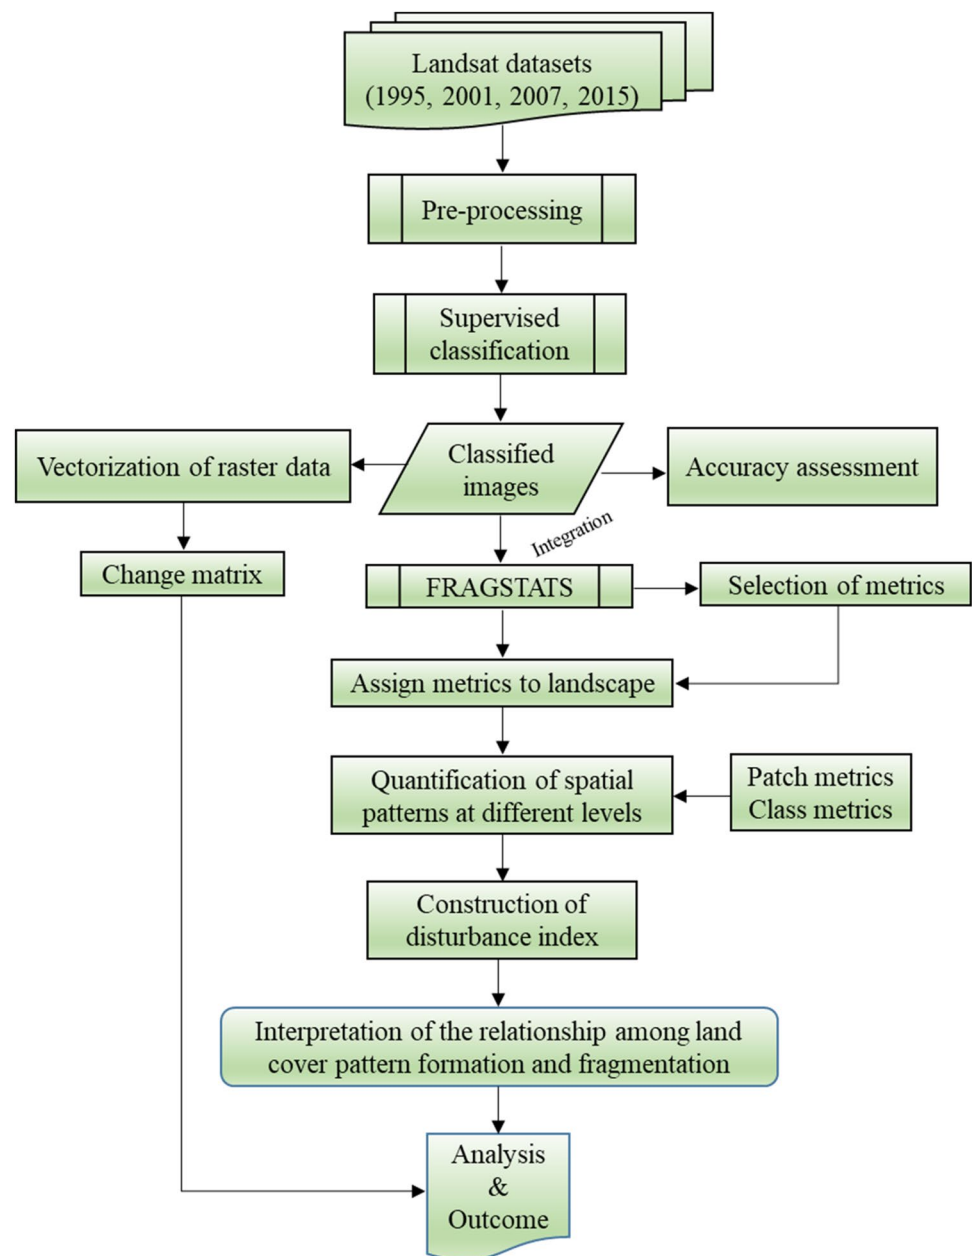 Landsat datasets
(1995, 2001, 2007, 2015)
Pre-processing
Supervised
classification
Vectorization of raster data
Classified
images
Accuracy assessment
Integration
Change matrix
FRAGSTATS
Selection of metrics
Assign metrics to landscape
Quantification of spatial
patterns at different levels
Patch metrics
Class metrics
Construction of
disturbance index
Interpretation of the relationship among land
cover pattern formation and fragmentation
Analysis
&
Outcome